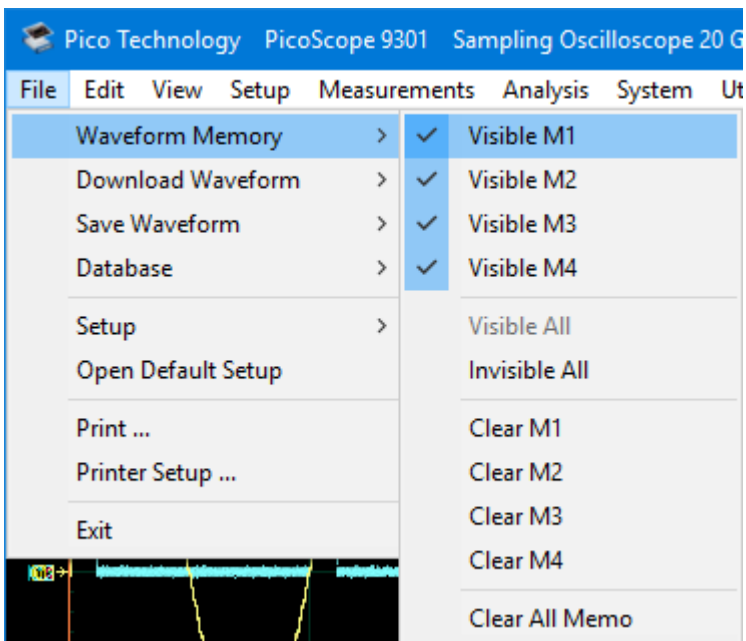 Pico Technology PicoScope 9301 Sampling Oscilloscope 20 G
File Edit View Setup Measurements Analysis System Ut
Waveform Memory
Download Waveform
Save Waveform
Database
Setup
Open Default Setup
Print ...
Printer Setup ...
Exit
Visible M1
Visible M2
Visible M3
Visible M4
Visible All
Invisible All
Clear M1
Clear M2
Clear M3
Clear M4
Clear All Memo